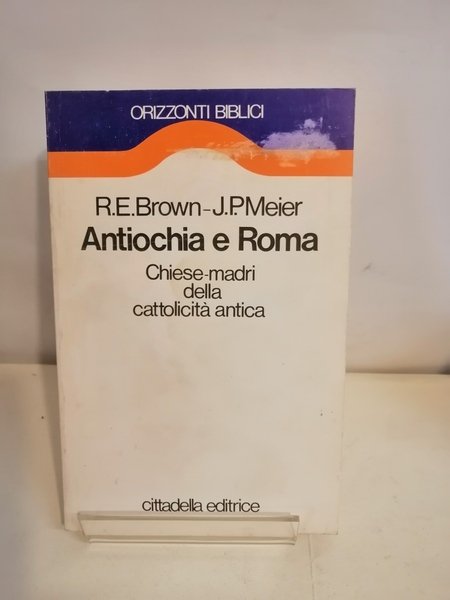 ORIZZONTI BIBLICI
R.E.Brown-J.P.Meier
Antiochia e Roma
Chiese-madri
della
cattolicità antica
cittadella editrice